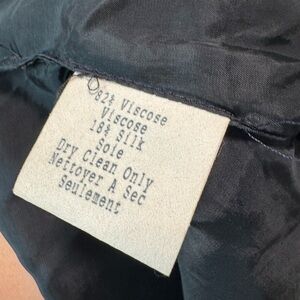 82% Viscose
Viscose
18% Silk
Soie
Dry Clean Only
Nettoyer A Sec
Seulement